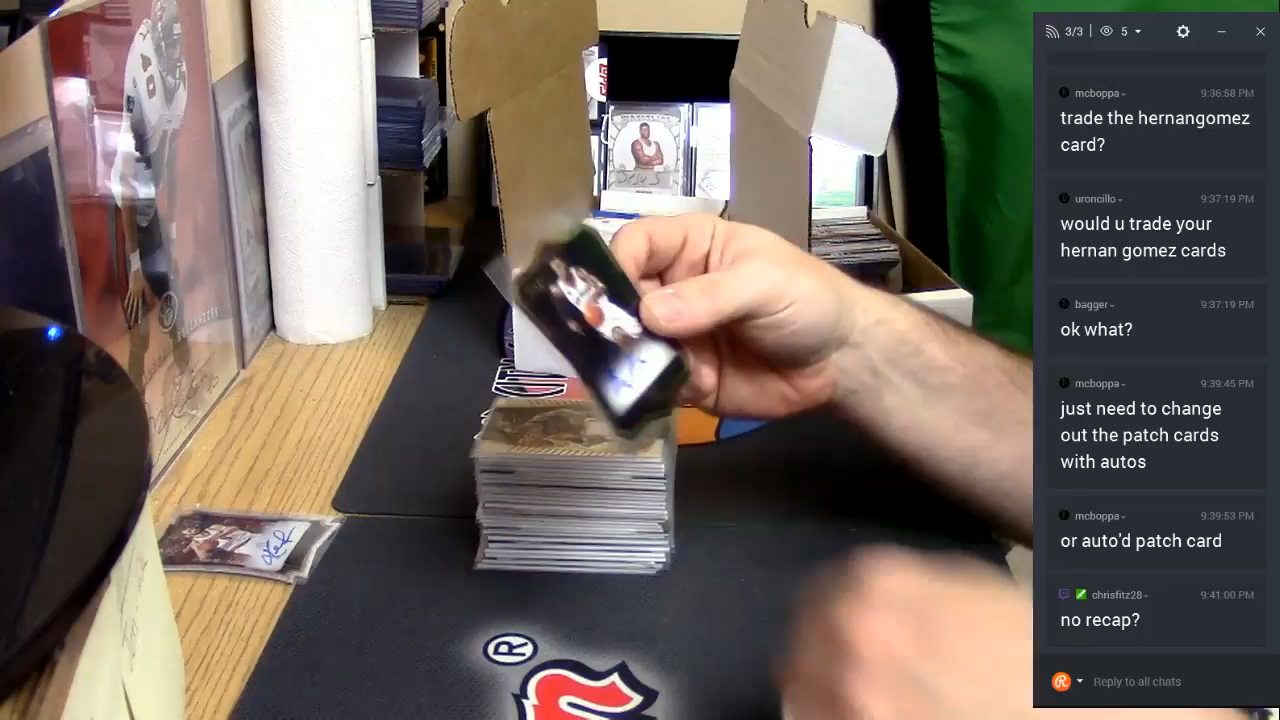 3/3 5
mcboppa 9:36:58 PM
trade the hernangomez
card?
uroncillo 9:37:19 PM
would u trade your
hernan gomez cards
bagger 9:37:19 PM
ok what?
mcboppa 9:39:45 PM
just need to change
out the patch cards
with autos
mcboppa 9:39:53 PM
or auto'd patch card
chrisfitz28 9:41:00 PM
no recap?
Reply to all chats
BUCCANEERS
CITY
®